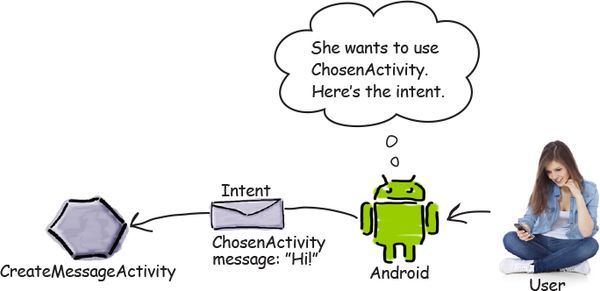 She wants to use
ChosenActivity.
Here's the intent.
Intent
ChosenActivity
message: "Hi!"
CreateMessageActivity
Android
User